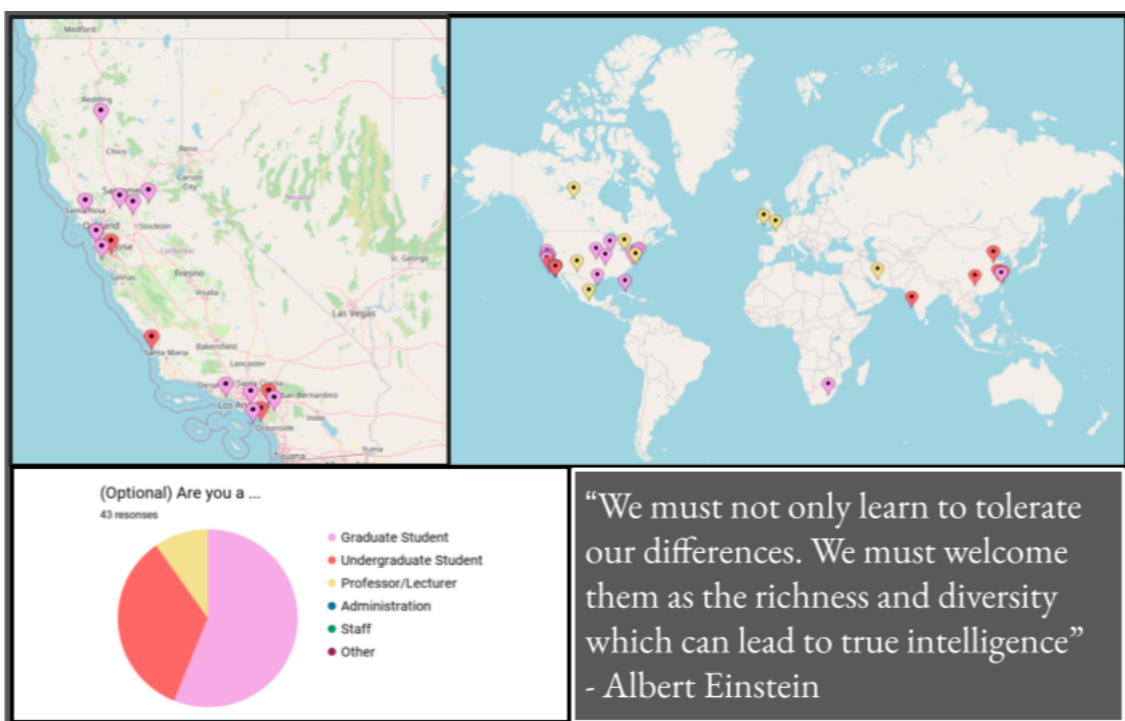 Medford
Redding
Chico
Reno
Carson
City
Nevada
Santa Rosa
Stockton
California
St. George
Salinas
Fresno
Visalia
Las Vegas
Santa Maria
Bakersfield
Lancaster
San Bernardino
Indio
Oceanside
Yuma
Tijuana
(Optional) Are you a ...
43 resonses
Graduate Student
Undergraduate Student
Professor/Lecturer
Administration
Staff
Other
“We must not only learn to tolerate
our differences. We must welcome
them as the richness and diversity
which can lead to true intelligence”
- Albert Einstein